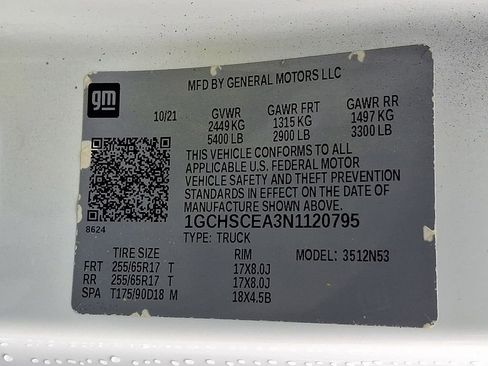 gm
MFD BY GENERAL MOTORS LLC
10/21 GVWR GAWR FRT GAWR RR
2449 KG 1315 KG 1497 KG
5400 LB 2900 LB 3300 LB
THIS VEHICLE CONFORMS TO ALL
APPLICABLE U.S. FEDERAL MOTOR
VEHICLE SAFETY AND THEFT PREVENTION
STANDARDS IN EFFECT ON THE DATE OF
MANUFACTURE SHOWN ABOVE.
1GCHSCEA3N1120795
8624 TYPE: TRUCK
TIRE SIZE RIM MODEL: 3512N53
FRT 255/65R17 T 17X8.0J
RR 255/65R17 T 17X8.0J
SPA T175/90D18 M 18X4.5B